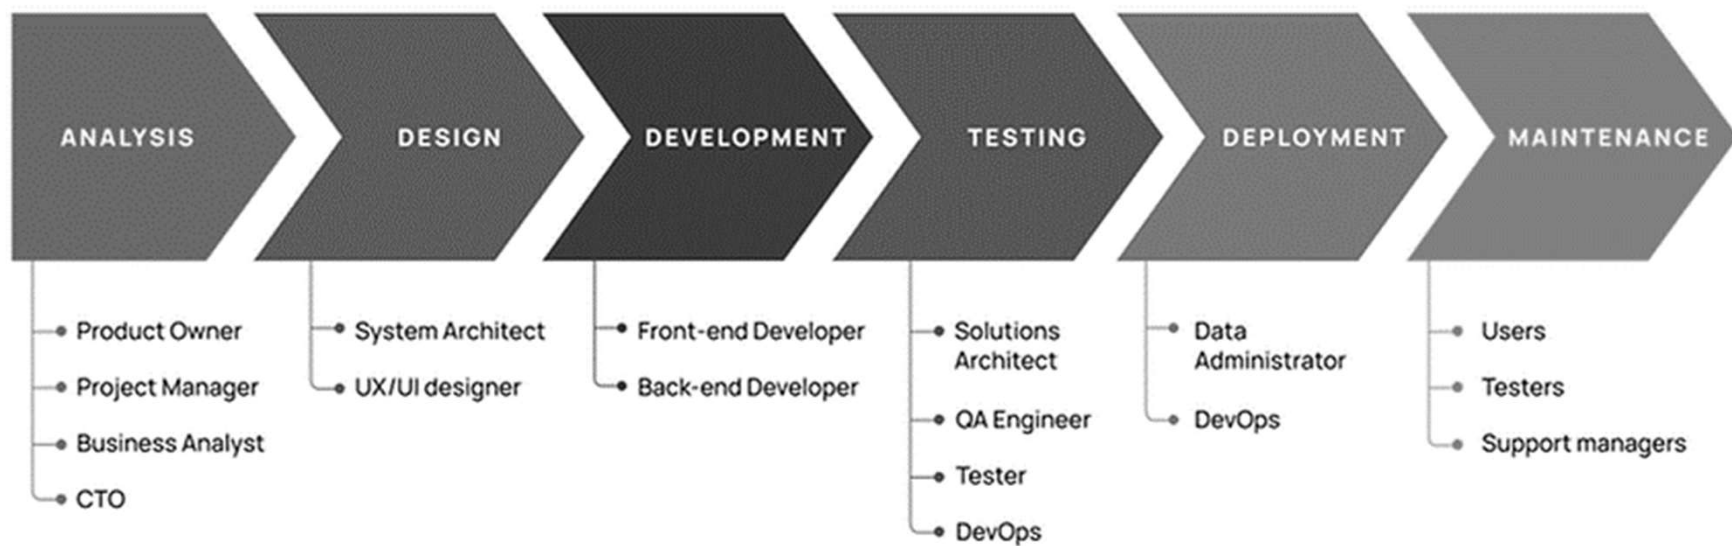 ANALYSIS
DESIGN
DEVELOPMENT
TESTING
DEPLOYMENT
MAINTENANCE
Product Owner
Project Manager
Business Analyst
CTO
System Architect
UX/UI designer
Front-end Developer
Back-end Developer
Solutions
Architect
QA Engineer
Tester
DevOps
Data
Administrator
DevOps
Users
Testers
Support managers